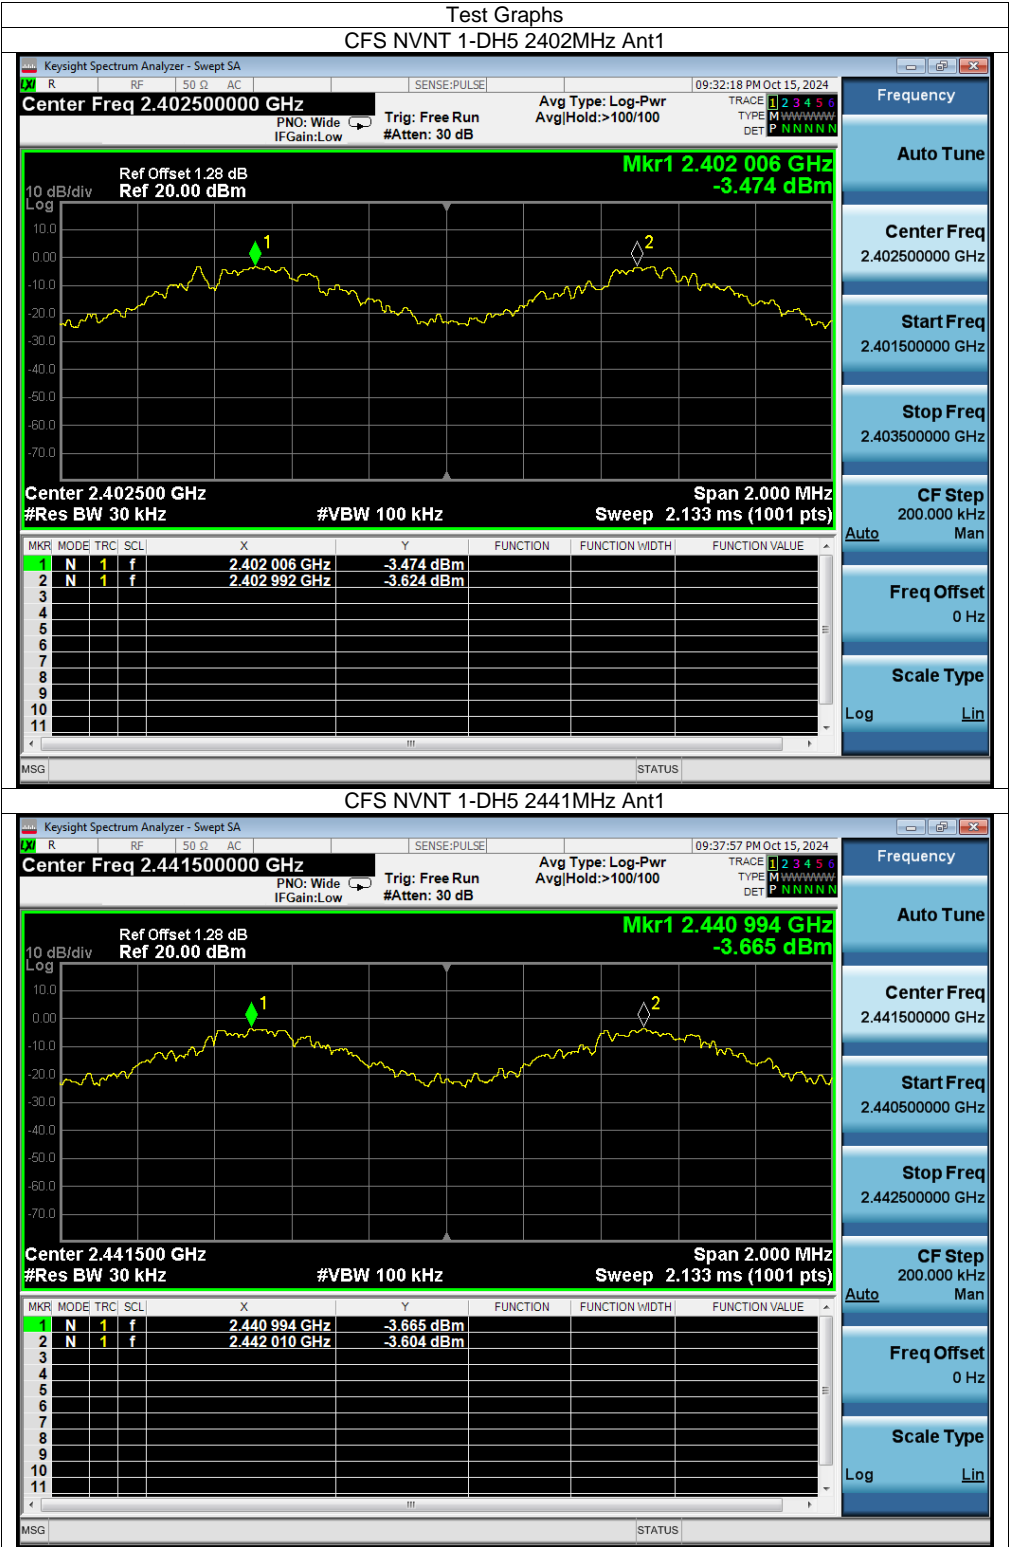 Test Graphs
CFS NVNT 1-DH5 2402MHz Ant1
Keysight Spectrum Analyzer - Swept SA
LXI R RF 50 Ω AC SENSE:PULSE 09:32:18 PM Oct 15, 2024
Center Freq 2.402500000 GHz
PNO: Wide
IFGain:Low
Trig: Free Run
#Atten: 30 dB
Avg Type: Log-Pwr
Avg|Hold:>100/100
TRACE 1 2 3 4 5 6
TYPE M WWWWW
DET P N N N N N
Frequency
Auto Tune
Center Freq
2.402500000 GHz
Start Freq
2.401500000 GHz
Stop Freq
2.403500000 GHz
CF Step
200.000 kHz
Auto Man
Freq Offset
0 Hz
Scale Type
Log Lin
Mkr1 2.402 006 GHz
-3.474 dBm
Ref Offset 1.28 dB
10 dB/div Ref 20.00 dBm
Log
10.0
0.00
-10.0
-20.0
-30.0
-40.0
-50.0
-60.0
-70.0
1
2
Center 2.402500 GHz Span 2.000 MHz
#Res BW 30 kHz #VBW 100 kHz Sweep 2.133 ms (1001 pts)
MKR MODE TRC SCL X Y FUNCTION FUNCTION WIDTH FUNCTION VALUE
1 N 1 f 2.402 006 GHz -3.474 dBm
2 N 1 f 2.402 992 GHz -3.624 dBm
3
4
5
6
7
8
9
10
11
MSG STATUS
CFS NVNT 1-DH5 2441MHz Ant1
Keysight Spectrum Analyzer - Swept SA
LXI R RF 50 Ω AC SENSE:PULSE 09:37:57 PM Oct 15, 2024
Center Freq 2.441500000 GHz
PNO: Wide
IFGain:Low
Trig: Free Run
#Atten: 30 dB
Avg Type: Log-Pwr
Avg|Hold:>100/100
TRACE 1 2 3 4 5 6
TYPE M WWWWW
DET P N N N N N
Frequency
Auto Tune
Center Freq
2.441500000 GHz
Start Freq
2.440500000 GHz
Stop Freq
2.442500000 GHz
CF Step
200.000 kHz
Auto Man
Freq Offset
0 Hz
Scale Type
Log Lin
Mkr1 2.440 994 GHz
-3.665 dBm
Ref Offset 1.28 dB
10 dB/div Ref 20.00 dBm
Log
10.0
0.00
-10.0
-20.0
-30.0
-40.0
-50.0
-60.0
-70.0
1
2
Center 2.441500 GHz Span 2.000 MHz
#Res BW 30 kHz #VBW 100 kHz Sweep 2.133 ms (1001 pts)
MKR MODE TRC SCL X Y FUNCTION FUNCTION WIDTH FUNCTION VALUE
1 N 1 f 2.440 994 GHz -3.665 dBm
2 N 1 f 2.442 010 GHz -3.604 dBm
3
4
5
6
7
8
9
10
11
MSG STATUS